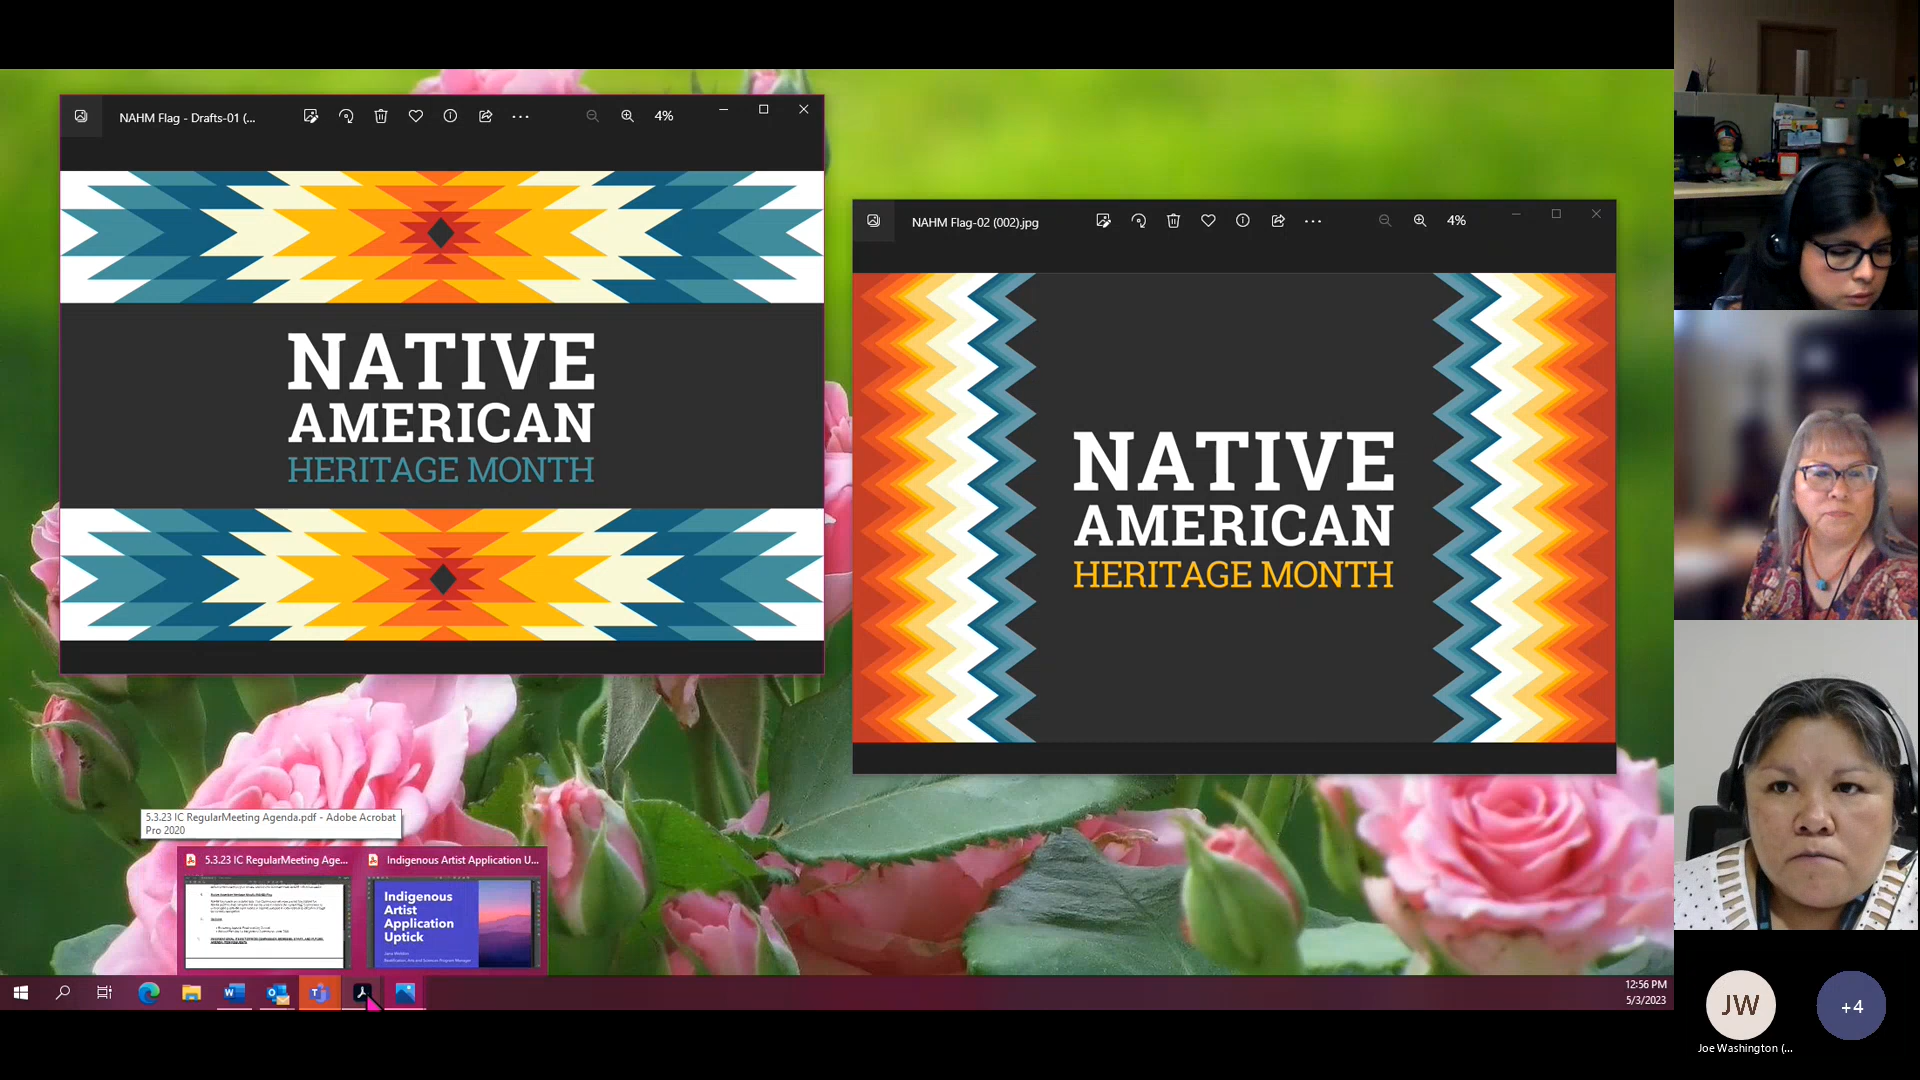 NAHM Flag - Drafts-01 (...
4%
NATIVE
AMERICAN
HERITAGE MONTH
NAHM Flag-02 (002).jpg
4%
NATIVE
AMERICAN
HERITAGE MONTH
5.3.23 IC RegularMeeting Agenda.pdf - Adobe Acrobat
Pro 2020
5.3.23 IC RegularMeeting Age...
Indigenous Artist Application U...
Indigenous
Artist
Application
Uptick
12:56 PM
5/3/2023
JW
Joe Washington (...
+4